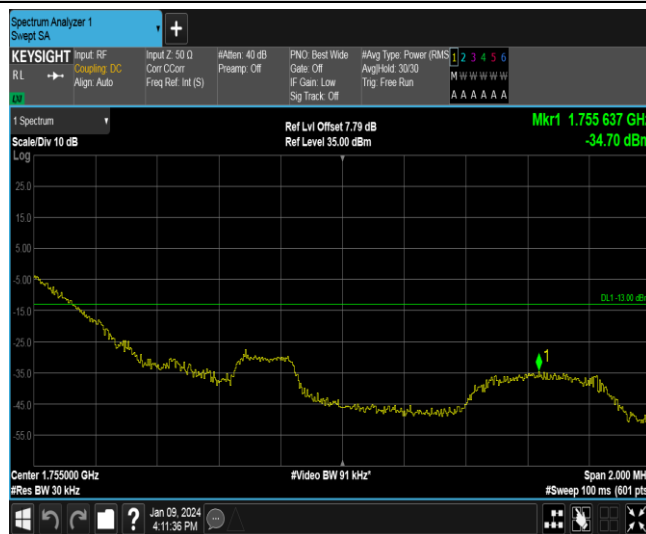 Spectrum Analyzer 1
Swept SA
+
KEYSIGHT Input: RF Input Z: 50 Ω #Atten: 40 dB PNO: Best Wide #Avg Type: Power (RMS 1 2 3 4 5 6
RL Coupling: DC Corr CCorr Preamp: Off Gate: Off Avg|Hold: 30/30 M W W W W W
Align: Auto Freq Ref: Int (S) IF Gain: Low Trig: Free Run
Sig Track: Off A A A A A A
LXI
1 Spectrum
Scale/Div 10 dB
Ref Lvl Offset 7.79 dB
Ref Level 35.00 dBm
Mkr1 1.755 637 GHz
-34.70 dBm
Log
25.0
15.0
5.00
-5.00
DL1 -13.00 dBm
-15.0
-25.0
1
-35.0
-45.0
-55.0
Center 1.755000 GHz #Video BW 91 kHz* Span 2.000 MH
#Res BW 30 kHz #Sweep 100 ms (601 pts
?
Jan 09, 2024
4:11:36 PM